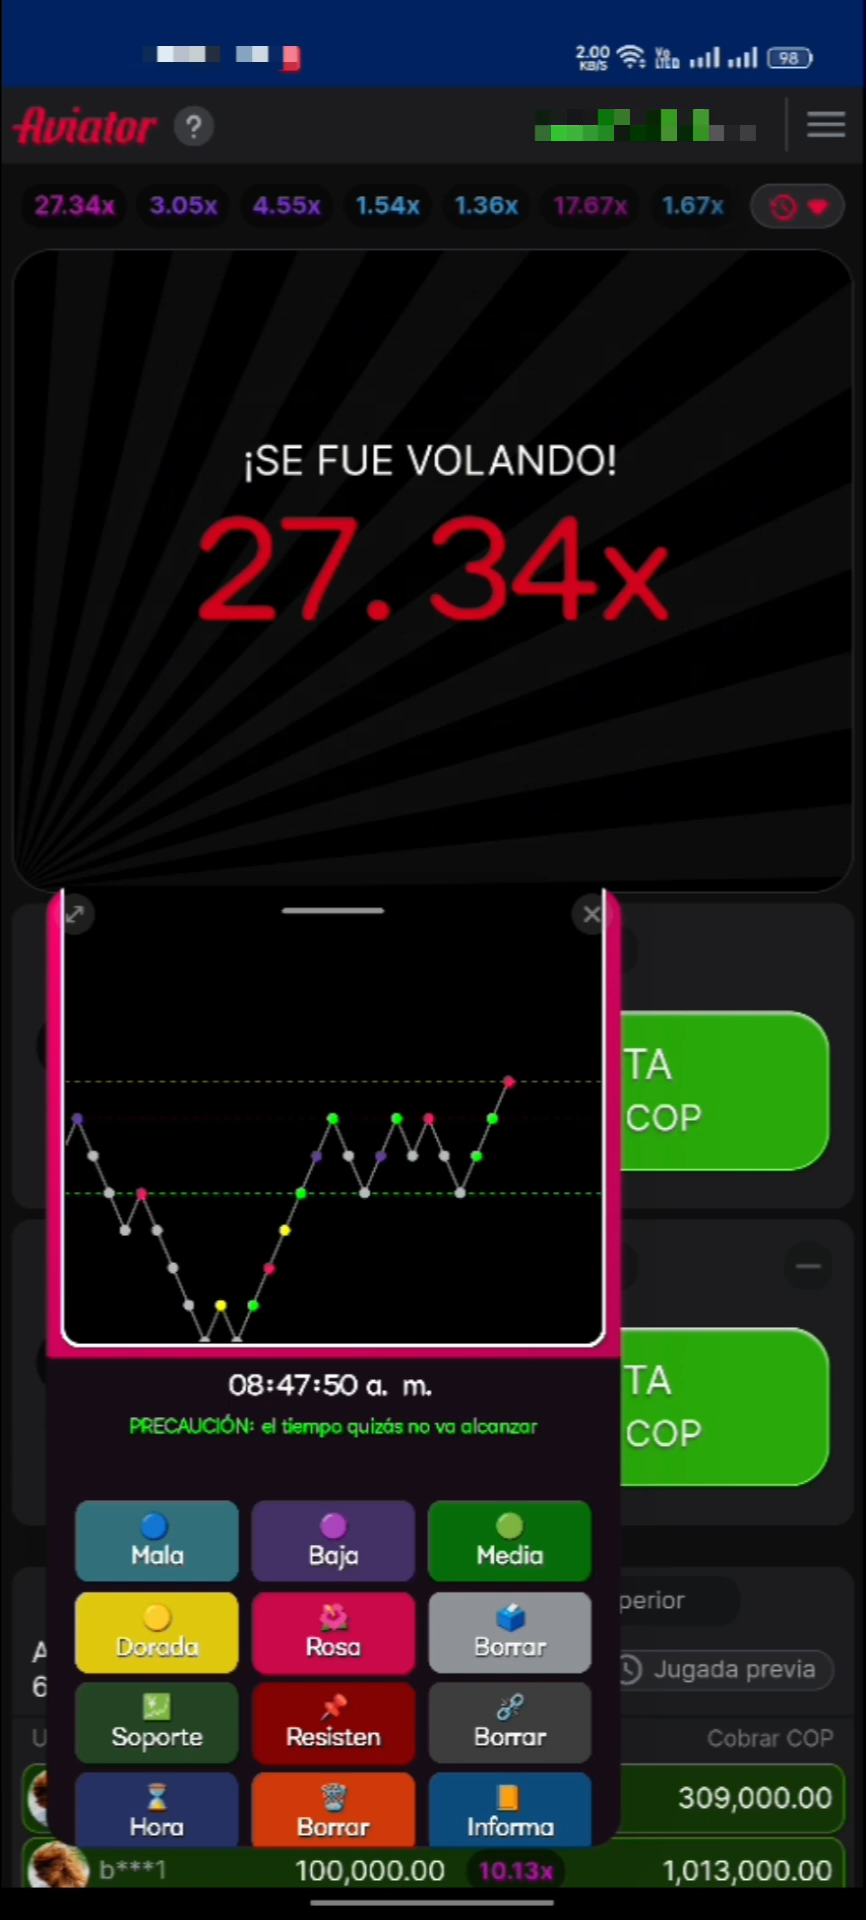 2.00
KB/S
Vo
LTE
98
Aviator ?
27.34x 3.05x 4.55x 1.54x 1.36x 17.67x 1.67x
¡SE FUE VOLANDO!
27.34x
TA
COP
08:47:50 a. m.
PRECAUCIÓN: el tiempo quizás no va alcanzar
TA
COP
Mala Baja Media
perior
Dorada Rosa Borrar
A
6
Jugada previa
Soporte Resisten Borrar
U
Cobrar COP
Hora Borrar Informa
309,000.00
b***1 100,000.00 10.13x 1,013,000.00